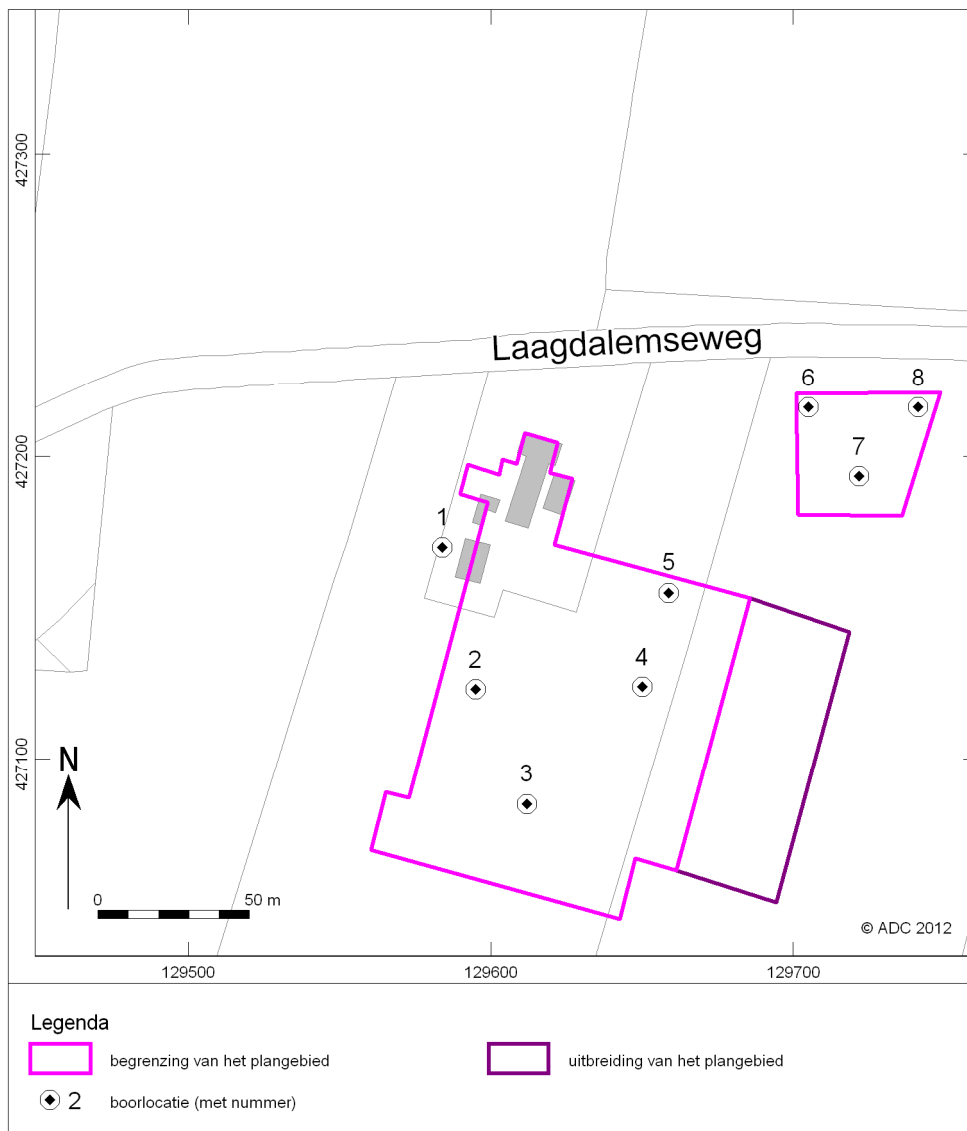 427300
Laagdalemseweg
6
8
427200
7
1
5
2
4
427100
N
3
0
50 m
© ADC 2012
129500
129600
129700
Legenda
begrenzing van het plangebied
uitbreiding van het plangebied
2
boorlocatie (met nummer)